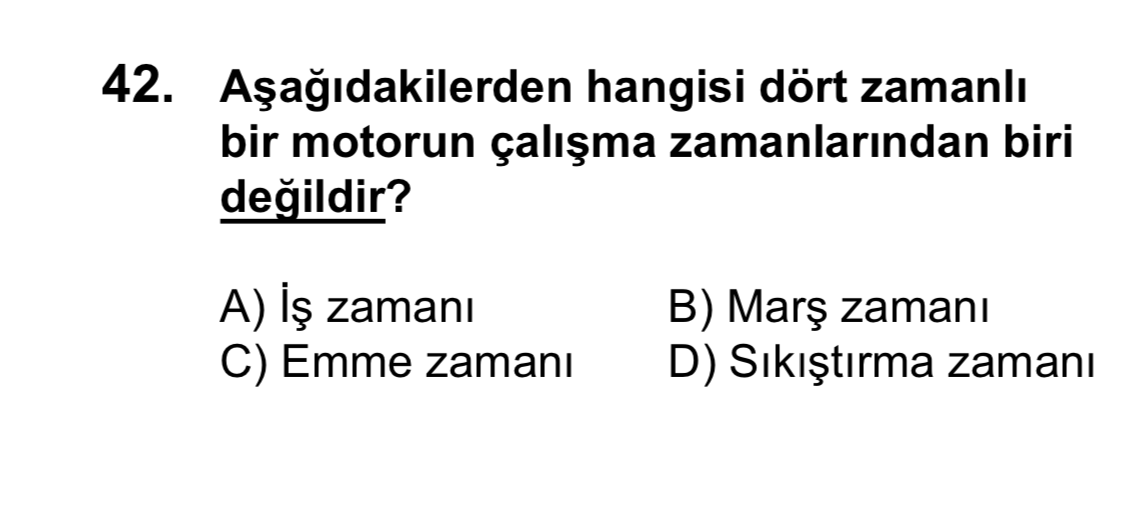 42. Aşağıdakilerden hangisi dört zamanlı
bir motorun çalışma zamanlarından biri
değildir?
A) İş zamanı B) Marş zamanı
C) Emme zamanı D) Sıkıştırma zamanı